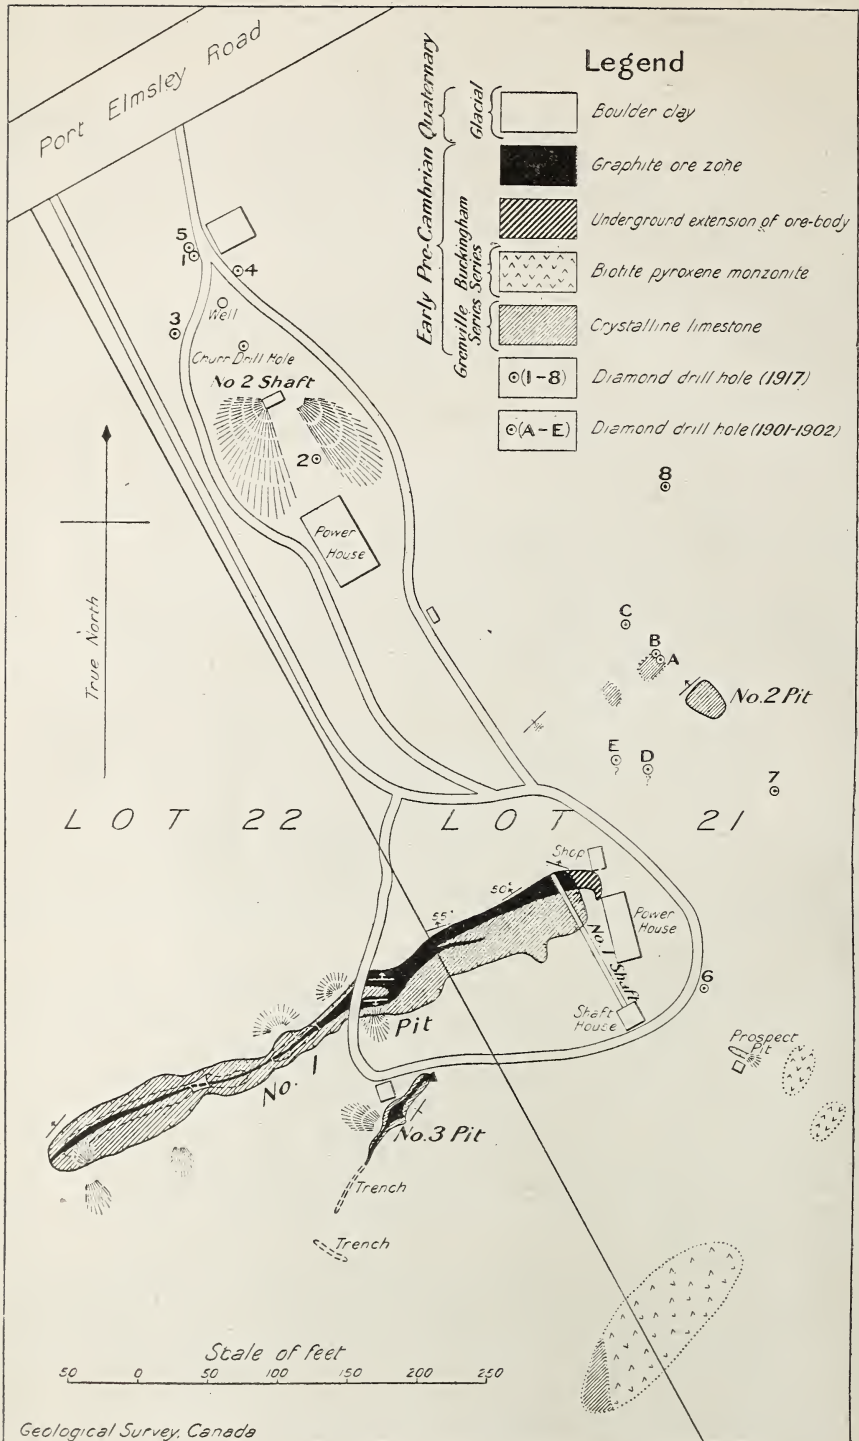 Port Elmsley Road
Legend
Early Pre-Cambrian Quaternary
Glacial
Grenville Series
Buckingham Series
Boulder clay
Graphite ore zone
Underground extension of ore-body
Biotite pyroxene monzonite
Crystalline limestone
⊙(1-8) Diamond drill hole (1917)
⊙(A-E) Diamond drill hole (1901-1902)
5
1
4
Well
3
Churn Drill Hole
No 2 Shaft
2
Power
House
True North
8
C
B
A
No. 2 Pit
E
D
?
?
7
LOT 22
LOT 21
Shop
50°
55°
Power
House
No. 1 Shaft
Shaft
House
6
No. 1 Pit
Prospect
Pit
No. 3 Pit
Trench
Trench
Scale of feet
50 0 50 100 150 200 250
Geological Survey, Canada